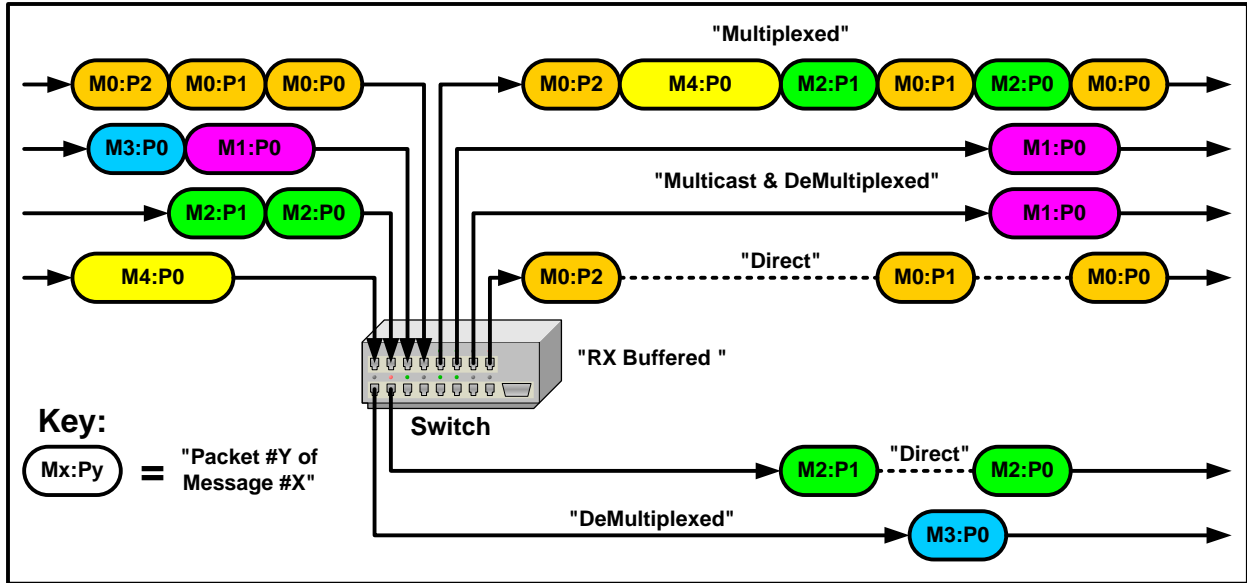 "Multiplexed"
M0:P2 M0:P1 M0:P0 M0:P2 M4:P0 M2:P1 M0:P1 M2:P0 M0:P0
M3:P0 M1:P0 M1:P0
"Multicast & DeMultiplexed"
M2:P1 M2:P0 M1:P0
M4:P0 M0:P2 "Direct" M0:P1 M0:P0
"RX Buffered "
Switch
Key:
Mx:Py = "Packet #Y of
Message #X"
M2:P1 "Direct" M2:P0
"DeMultiplexed" M3:P0